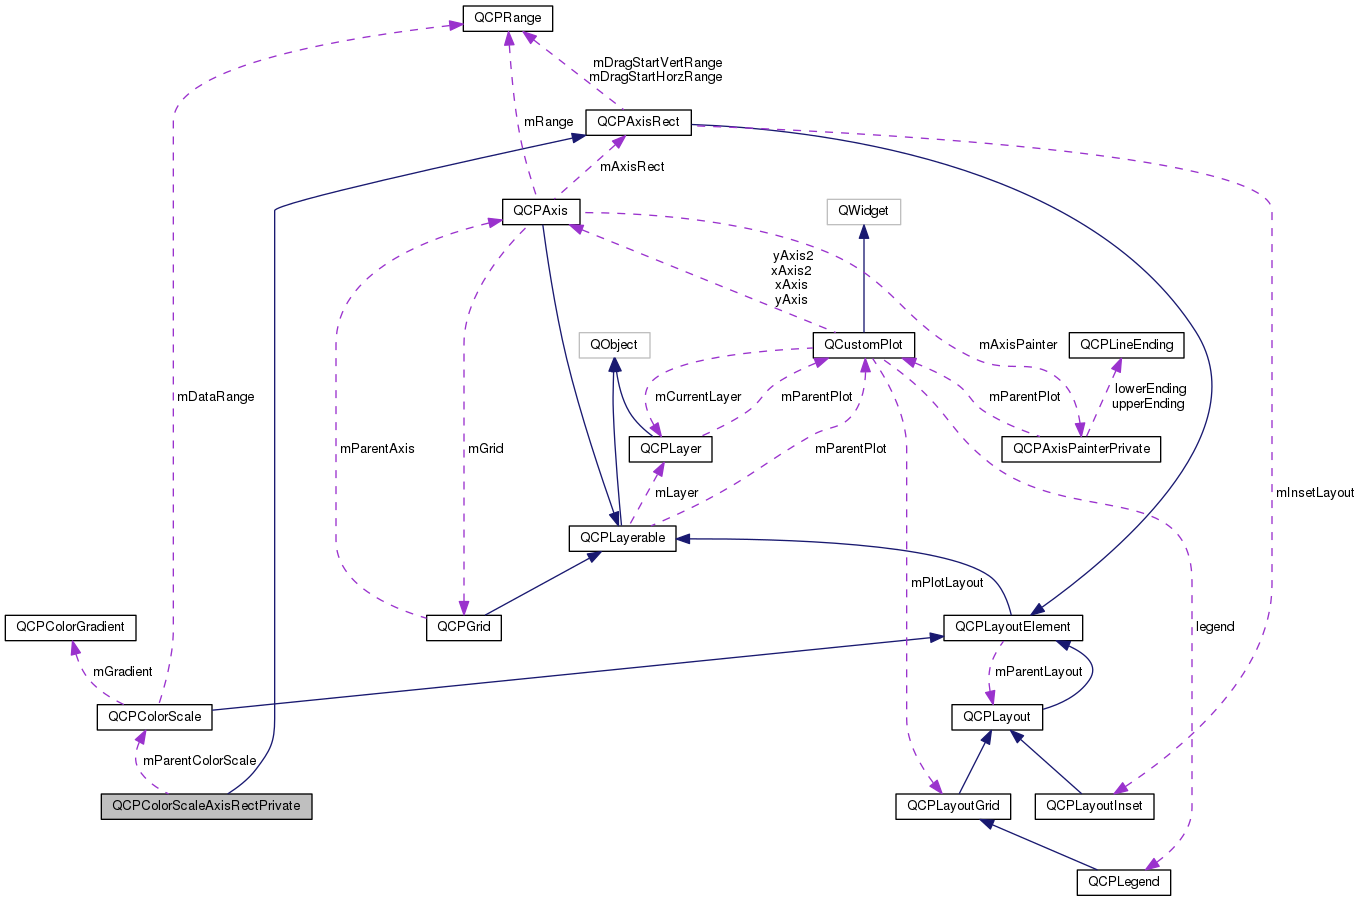 QCPRange
mDragStartVertRange
mDragStartHorzRange
mRange
QCPAxisRect
mAxisRect
QCPAxis
QWidget
yAxis2
xAxis2
xAxis
yAxis
QObject
QCustomPlot
mAxisPainter
QCPLineEnding
mDataRange
mCurrentLayer
mParentPlot
mParentPlot
lowerEnding
upperEnding
mParentAxis
mGrid
QCPLayer
mParentPlot
QCPAxisPainterPrivate
mLayer
mInsetLayout
QCPLayerable
mPlotLayout
QCPColorGradient
QCPGrid
QCPLayoutElement
legend
mGradient
mParentLayout
QCPColorScale
QCPLayout
mParentColorScale
QCPColorScaleAxisRectPrivate
QCPLayoutGrid
QCPLayoutInset
QCPLegend